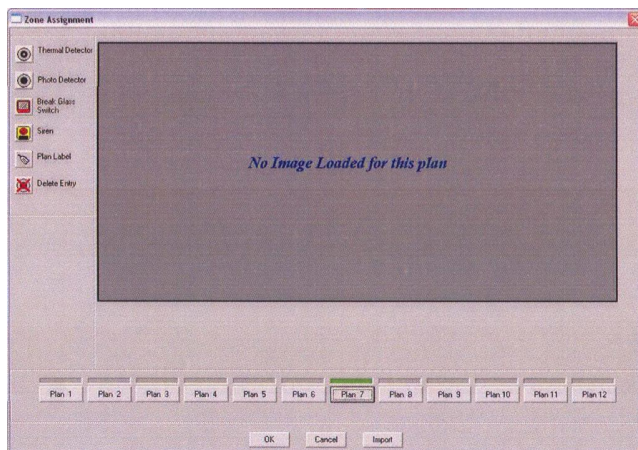 Zone Assignment
Thermal Detector
Photo Detector
Break Glass
Switch
Siren
Plan Label
Delete Entry
No Image Loaded for this plan
Plan 1
Plan 2
Plan 3
Plan 4
Plan 5
Plan 6
Plan 7
Plan 8
Plan 9
Plan 10
Plan 11
Plan 12
OK
Cancel
Import